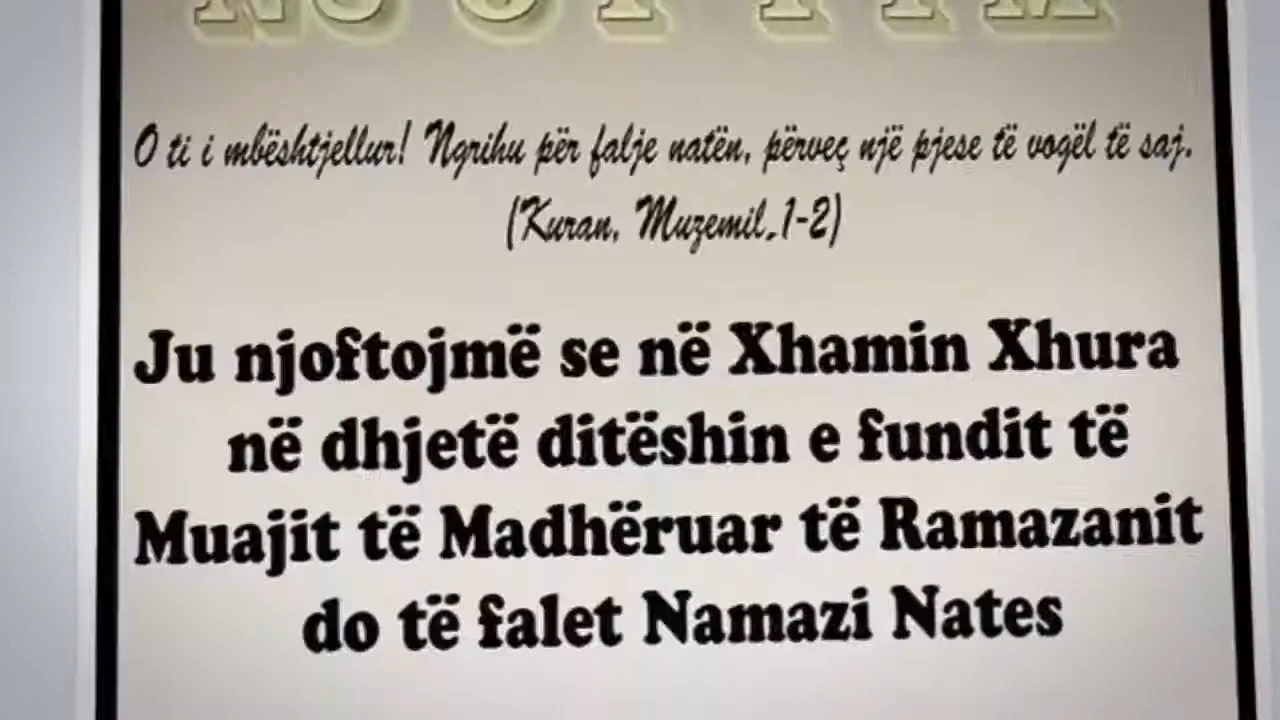 NJOFTIM
O ti i mbështjellur! Ngrihu për falje natën, përveç një pjese të vogël të saj.
(Kuran, Muzemil,1-2)
Ju njoftojmë se në Xhamin Xhura
në dhjetë ditëshin e fundit të
Muajit të Madhëruar të Ramazanit
do të falet Namazi Nates